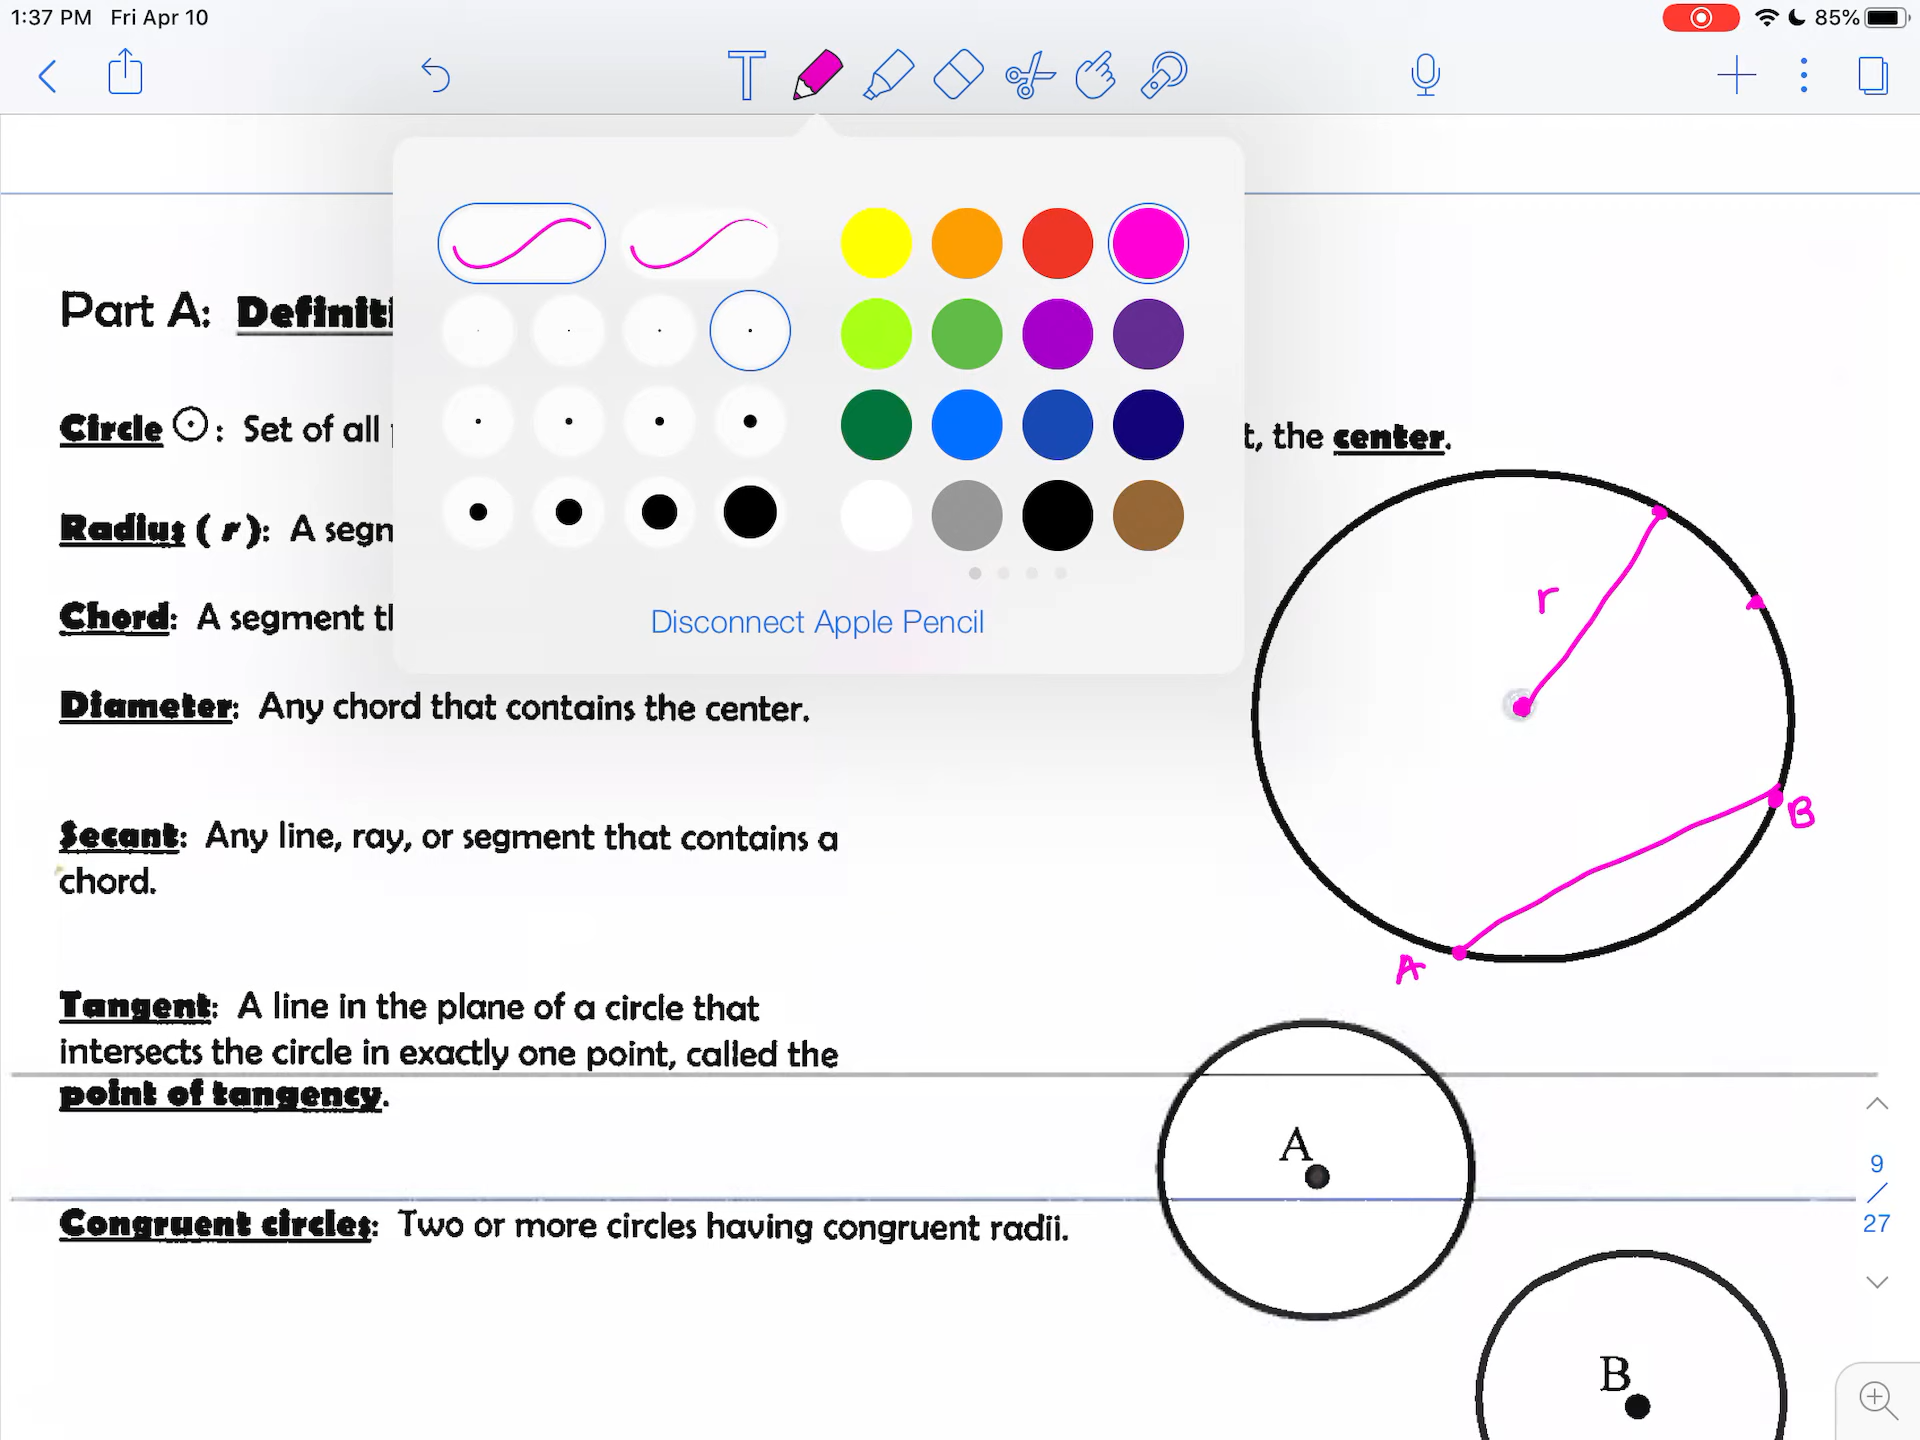 1:37 PM Fri Apr 10
85%
T
Part A: Definiti
Circle ⊙: Set of all
t, the center.
Radius ( r ): A segm
Chord: A segment th
Disconnect Apple Pencil
Diameter: Any chord that contains the center.
Secant: Any line, ray, or segment that contains a
chord.
Tangent: A line in the plane of a circle that
intersects the circle in exactly one point, called the
point of tangency.
Congruent circles: Two or more circles having congruent radii.
r
B
A
A
B
9
/
27